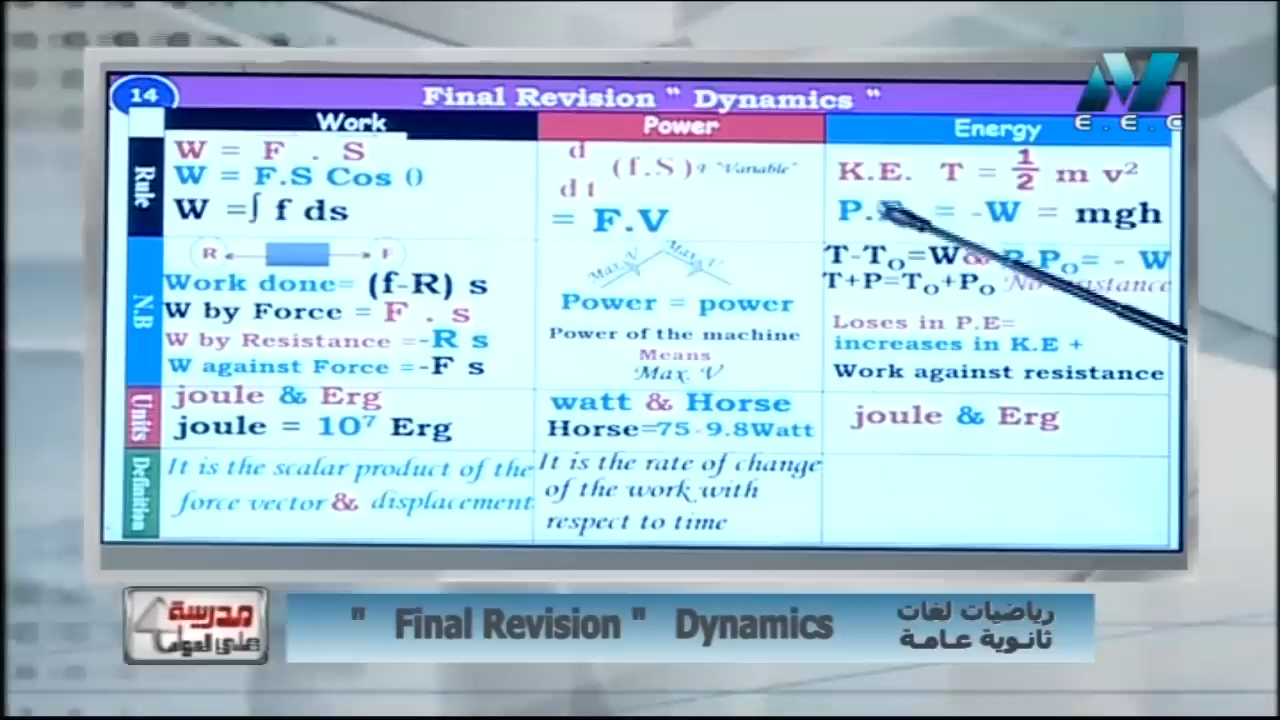 14
Final Revision " Dynamics "
E.E.C
Work
Power
Energy
Rule
W = F . S
W = F.S Cos θ
W =∫ f ds
d
(f.S)
"Variable"
d t
= F.V
K.E. T = 1/2 m v²
= -W = mgh
N.B
R F
Work done= (f-R) s
W by Force = F . s
W by Resistance =-R s
W against Force =-F s
Max. V Max. V
Power = power
Power of the machine
Means
Max. V
T-T₀=W& P-P₀= - W
T+P=T₀+P₀
Loses in P.E=
increases in K.E +
Work against resistance
Units
joule & Erg
joule = 10⁷ Erg
watt & Horse
Horse=75×9.8Watt
joule & Erg
Definition
It is the scalar product of the
force vector & displacement
It is the rate of change
of the work with
respect to time
مدرسة
على الهواء
" Final Revision " Dynamics
رياضيات لغات
ثانوية عامة